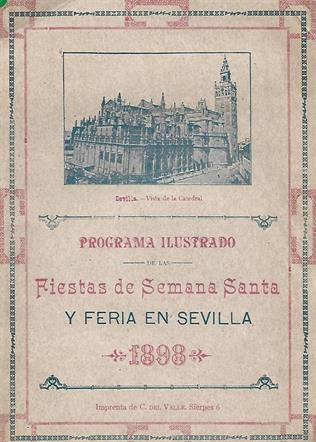 Sevilla. — Vista de la Catedral
PROGRAMA ILUSTRADO
DE LAS
Fiestas de Semana Santa
Y FERIA EN SEVILLA
1898
Imprenta de C. DEL VALLE. Sierpes 6